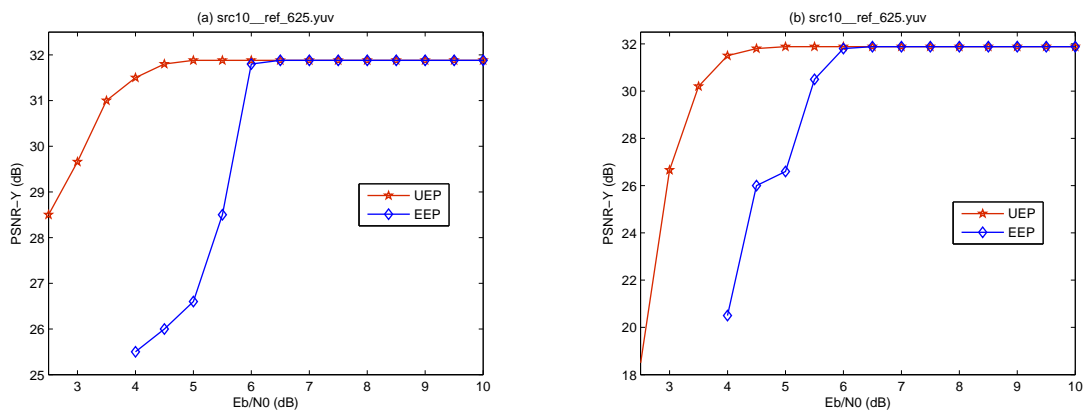 (a) src10__ref_625.yuv
32
31
30
29
28
27
26
25
PSNR−Y (dB)
UEP
EEP
3 4 5 6 7 8 9 10
Eb/N0 (dB)
(b) src10__ref_625.yuv
32
30
28
26
24
22
20
18
PSNR−Y (dB)
UEP
EEP
3 4 5 6 7 8 9 10
Eb/N0 (dB)